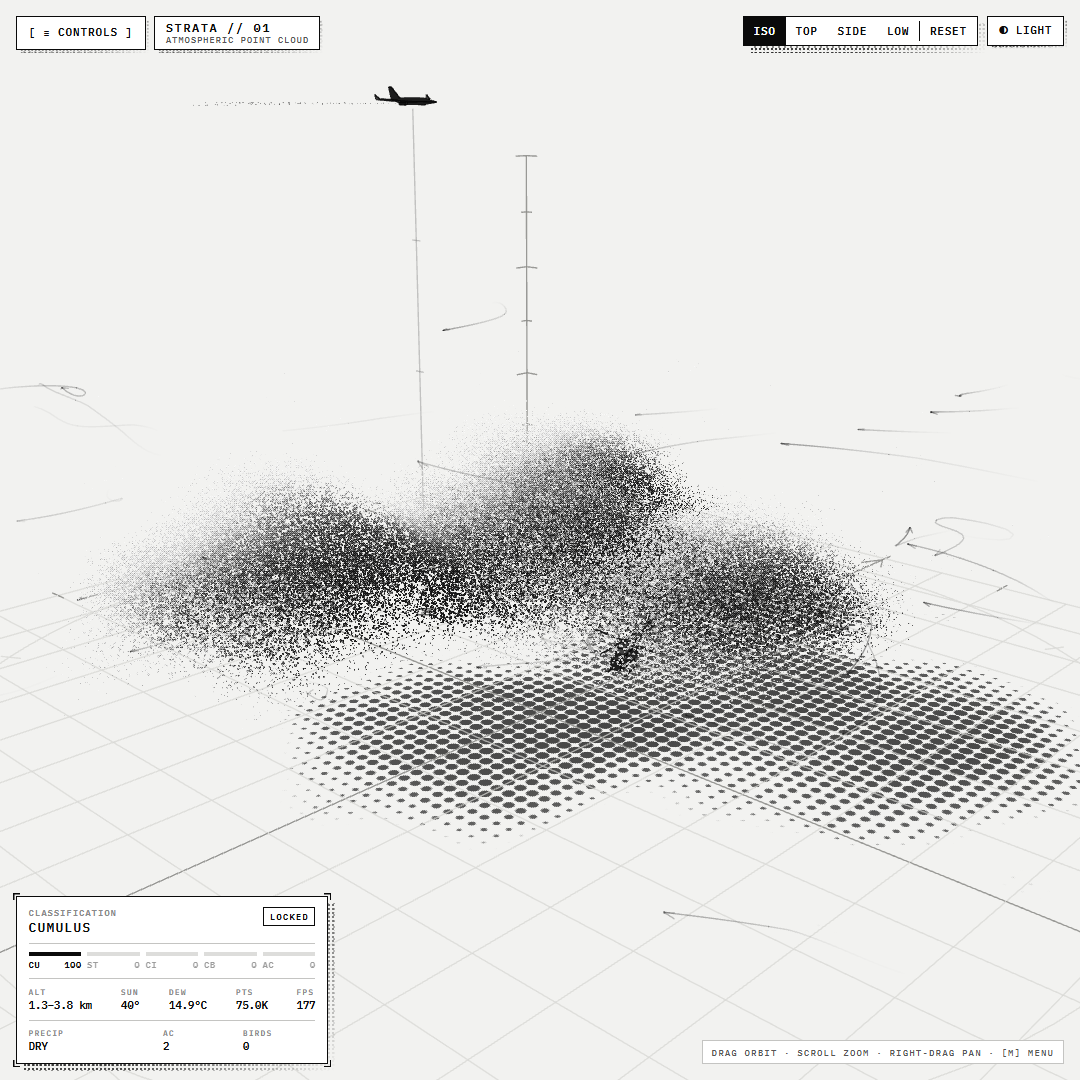 [ ≡ CONTROLS ]
STRATA // 01
ATMOSPHERIC POINT CLOUD
ISO TOP SIDE LOW RESET
◐ LIGHT
CLASSIFICATION
CUMULUS
LOCKED
CU 100 ST 0 CI 0 CB 0 AC 0
ALT SUN DEW PTS FPS
1.3–3.8 km 40° 14.9°C 75.0K 177
PRECIP AC BIRDS
DRY 2 0
DRAG ORBIT · SCROLL ZOOM · RIGHT-DRAG PAN · [M] MENU